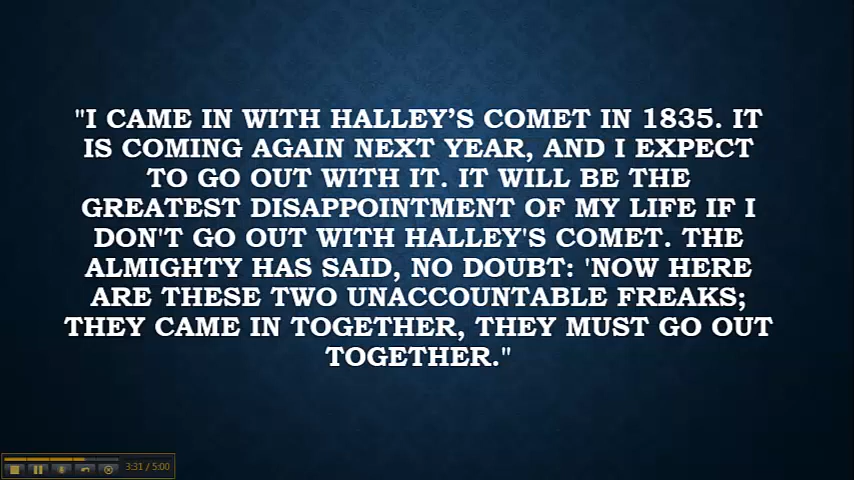 "I CAME IN WITH HALLEY’S COMET IN 1835. IT
IS COMING AGAIN NEXT YEAR, AND I EXPECT
TO GO OUT WITH IT. IT WILL BE THE
GREATEST DISAPPOINTMENT OF MY LIFE IF I
DON'T GO OUT WITH HALLEY'S COMET. THE
ALMIGHTY HAS SAID, NO DOUBT: 'NOW HERE
ARE THESE TWO UNACCOUNTABLE FREAKS;
THEY CAME IN TOGETHER, THEY MUST GO OUT
TOGETHER."
3:31 / 5:00